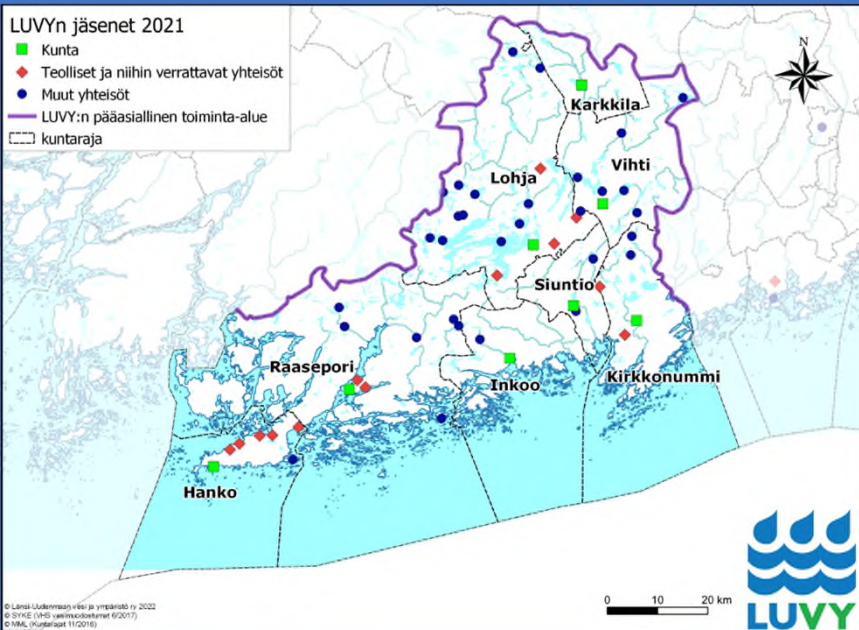 LUVYn jäsenet 2021
Kunta
Teolliset ja niihin verrattavat yhteisöt
Muut yhteisöt
LUVY:n pääasiallinen toiminta-alue
kuntaraja
N
Karkkila
Vihti
Lohja
Siuntio
Raasepori
Inkoo
Kirkkonummi
Hanko
© Länsi-Uudenmaan vesi ja ympäristö ry 2022
© SYKE (VHS vesimuodostumat 6/2017)
© MML (Kuntarajat 11/2016)
0 10 20 km
LUVY